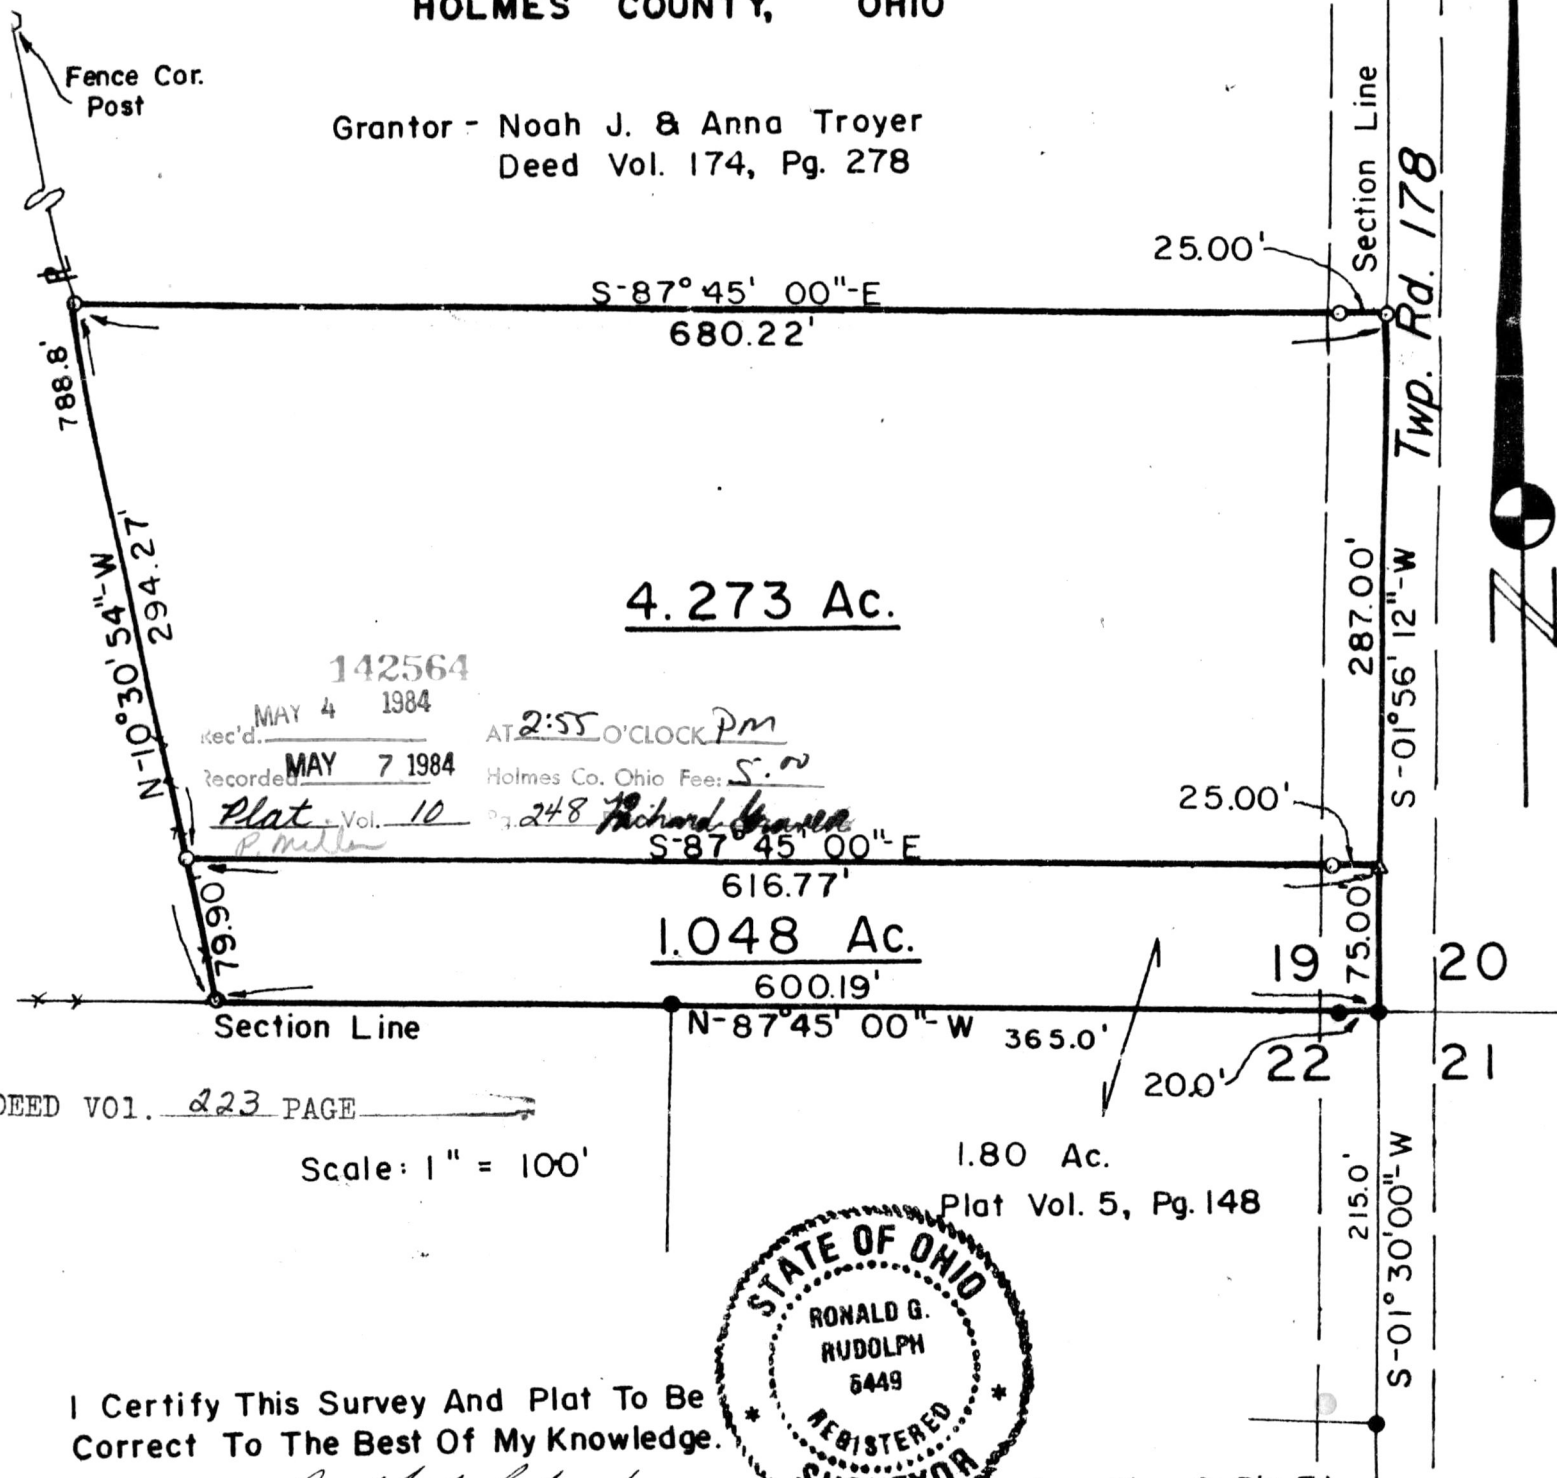 HOLMES COUNTY, OHIO
Fence Cor.
Post
Grantor - Noah J. & Anna Troyer
Deed Vol. 174, Pg. 278
Section Line
Twp. Rd. 178
25.00'
S-87°45' 00"-E
680.22'
788.8'
N-10°30'54"-W
294.27'
287.00'
S-01°56'12"-W
4.273 Ac.
142564
Rec'd. MAY 4 1984 AT 2:55 O'CLOCK PM
Recorded MAY 7 1984 Holmes Co. Ohio Fee: 5.00
Plat Vol. 10 Pg. 248 Richard Graven
P. Miller
25.00'
S-87°45' 00"-E
616.77'
79.90'
75.00'
1.048 Ac.
600.19'
19 20
Section Line
N-87°45' 00"-W
365.0'
20.0'
22 21
DEED VOl. 223 PAGE
Scale: 1" = 100'
1.80 Ac.
Plat Vol. 5, Pg. 148
215.0'
S-01°30'00"-W
N
STATE OF OHIO
RONALD G.
RUDOLPH
6449
REGISTERED
SURVEYOR
I Certify This Survey And Plat To Be
Correct To The Best Of My Knowledge.